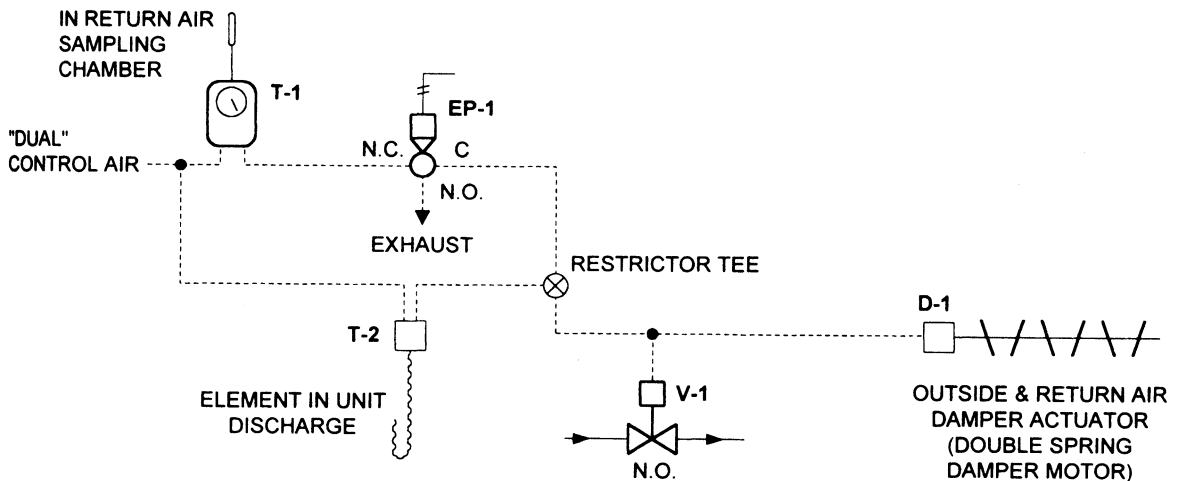 IN RETURN AIR
SAMPLING
CHAMBER
T-1
EP-1
"DUAL"
CONTROL AIR
N.C.
C
N.O.
EXHAUST
RESTRICTOR TEE
T-2
D-1
ELEMENT IN UNIT
DISCHARGE
V-1
N.O.
OUTSIDE & RETURN AIR
DAMPER ACTUATOR
(DOUBLE SPRING
DAMPER MOTOR)